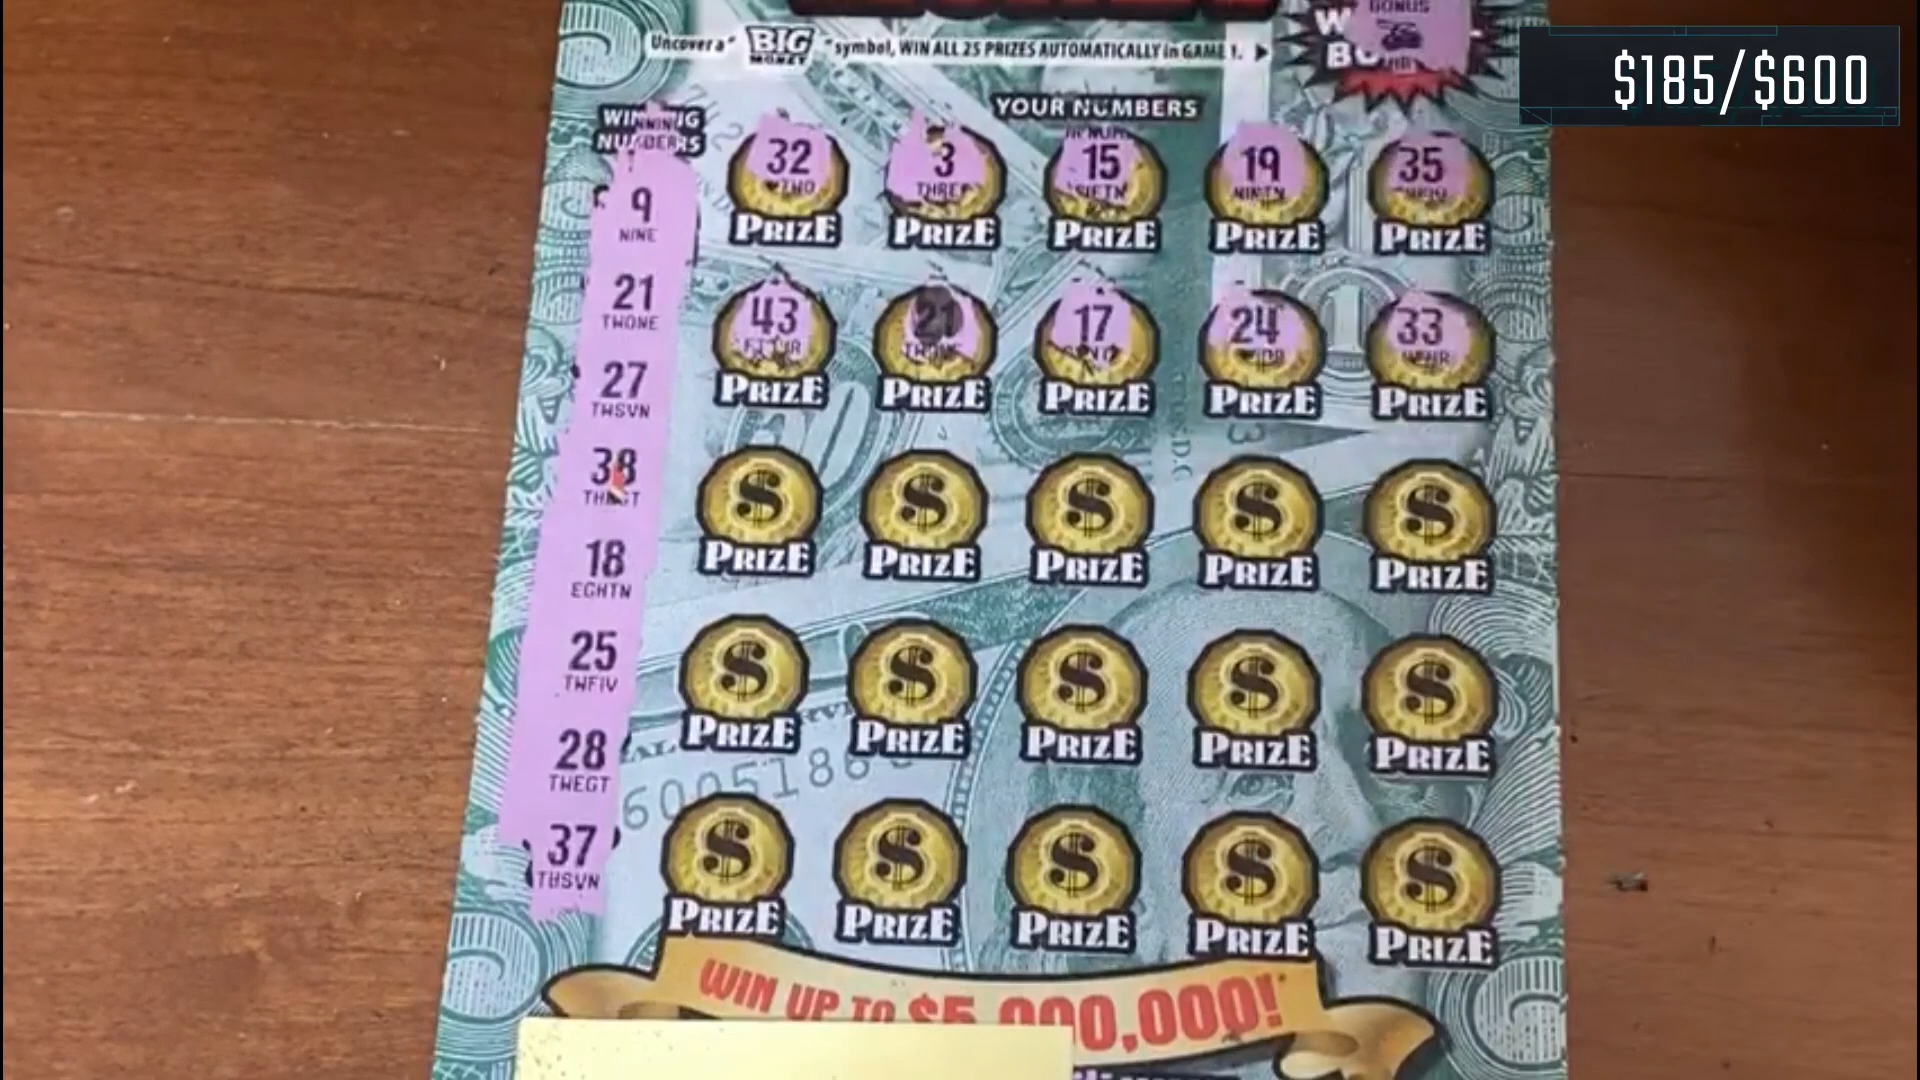 BONUS
$185/$600
Uncover a "BIG MONEY" symbol, WIN ALL 25 PRIZES AUTOMATICALLY in GAME 1.
WINNING NUMBERS
YOUR NUMBERS
32 3 15 19 35
THREE NINTN
PRIZE PRIZE PRIZE PRIZE PRIZE
9
NINE
21
TWONE
27
TWSVN
38
18
EGHTN
25
TWFIV
28
TWEGT
37
THSVN
43 21 17 24 33
PRIZE PRIZE PRIZE PRIZE PRIZE
$ $ $ $ $
PRIZE PRIZE PRIZE PRIZE PRIZE
$ $ $ $ $
PRIZE PRIZE PRIZE PRIZE PRIZE
6005186
$ $ $ $ $
PRIZE PRIZE PRIZE PRIZE PRIZE
WIN UP TO $5,000,000!